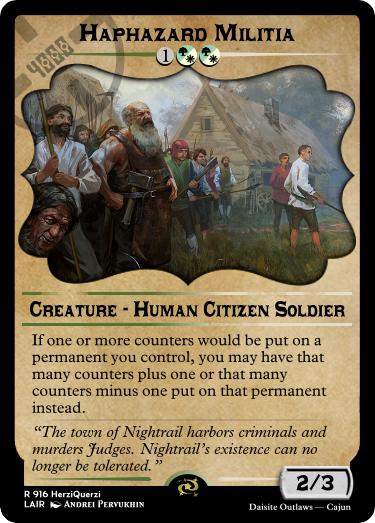 Haphazard Militia
1
4000
Creature - Human Citizen Soldier
If one or more counters would be put on a
permanent you control, you may have that
many counters plus one or that many
counters minus one put on that permanent
instead.
“The town of Nightrail harbors criminals and
murders Judges. Nightrail’s existence can no
longer be tolerated.”
2/3
R 916 HerziQuerzi
LAIR Andrei Pervukhin
Daisite Outlaws — Cajun